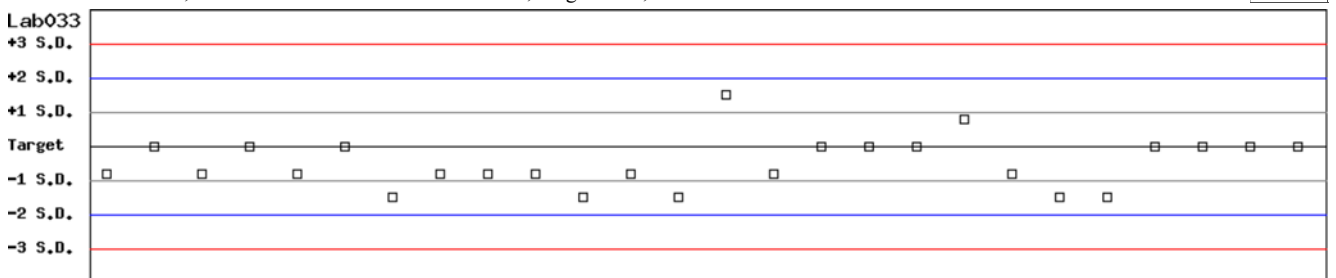 Lab033
+3 S.D.
+2 S.D.
+1 S.D.
Target
-1 S.D.
-2 S.D.
-3 S.D.